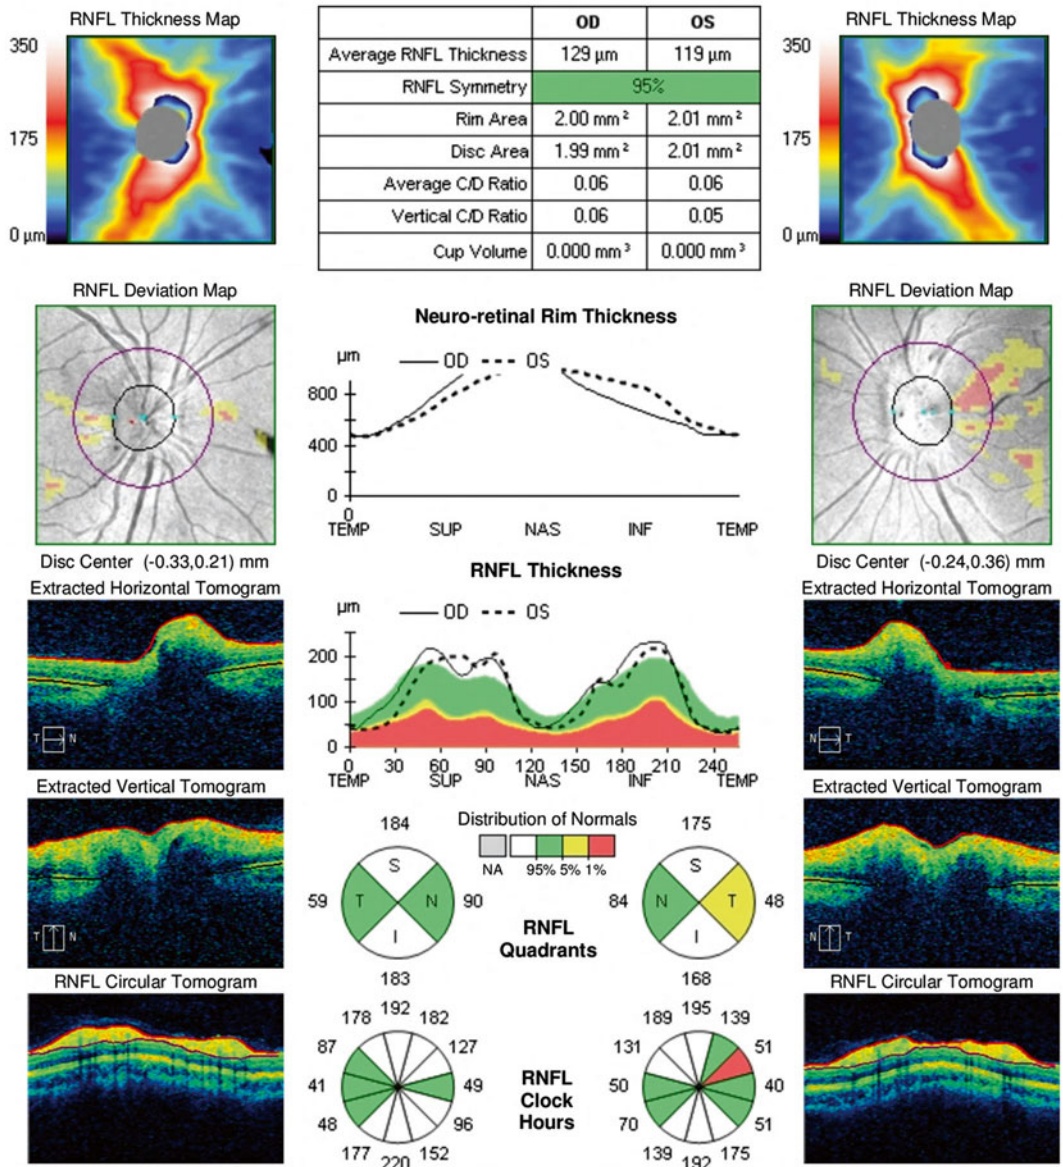 RNFL Thickness Map
350
175
0 µm
OD OS
Average RNFL Thickness 129 µm 119 µm
RNFL Symmetry 95%
Rim Area 2.00 mm² 2.01 mm²
Disc Area 1.99 mm² 2.01 mm²
Average C/D Ratio 0.06 0.06
Vertical C/D Ratio 0.06 0.05
Cup Volume 0.000 mm³ 0.000 mm³
RNFL Thickness Map
350
175
0 µm
RNFL Deviation Map
Disc Center (-0.33,0.21) mm
Neuro-retinal Rim Thickness
µm OD OS
800
400
0
0
TEMP SUP NAS INF TEMP
RNFL Deviation Map
Disc Center (-0.24,0.36) mm
Extracted Horizontal Tomogram
T N
RNFL Thickness
µm OD OS
200
100
0
0 30 60 90 120 150 180 210 240
TEMP SUP NAS INF TEMP
Extracted Horizontal Tomogram
N T
Extracted Vertical Tomogram
T N
Distribution of Normals
NA 95% 5% 1%
184
S
59 T N 90
I
183
RNFL
Quadrants
175
S
84 N T 48
I
168
Extracted Vertical Tomogram
N T
RNFL Circular Tomogram
192
178 182
87 127
41 49
48 96
177 152
220
RNFL
Clock
Hours
195
189 139
131 51
50 40
70 51
139 175
192
RNFL Circular Tomogram